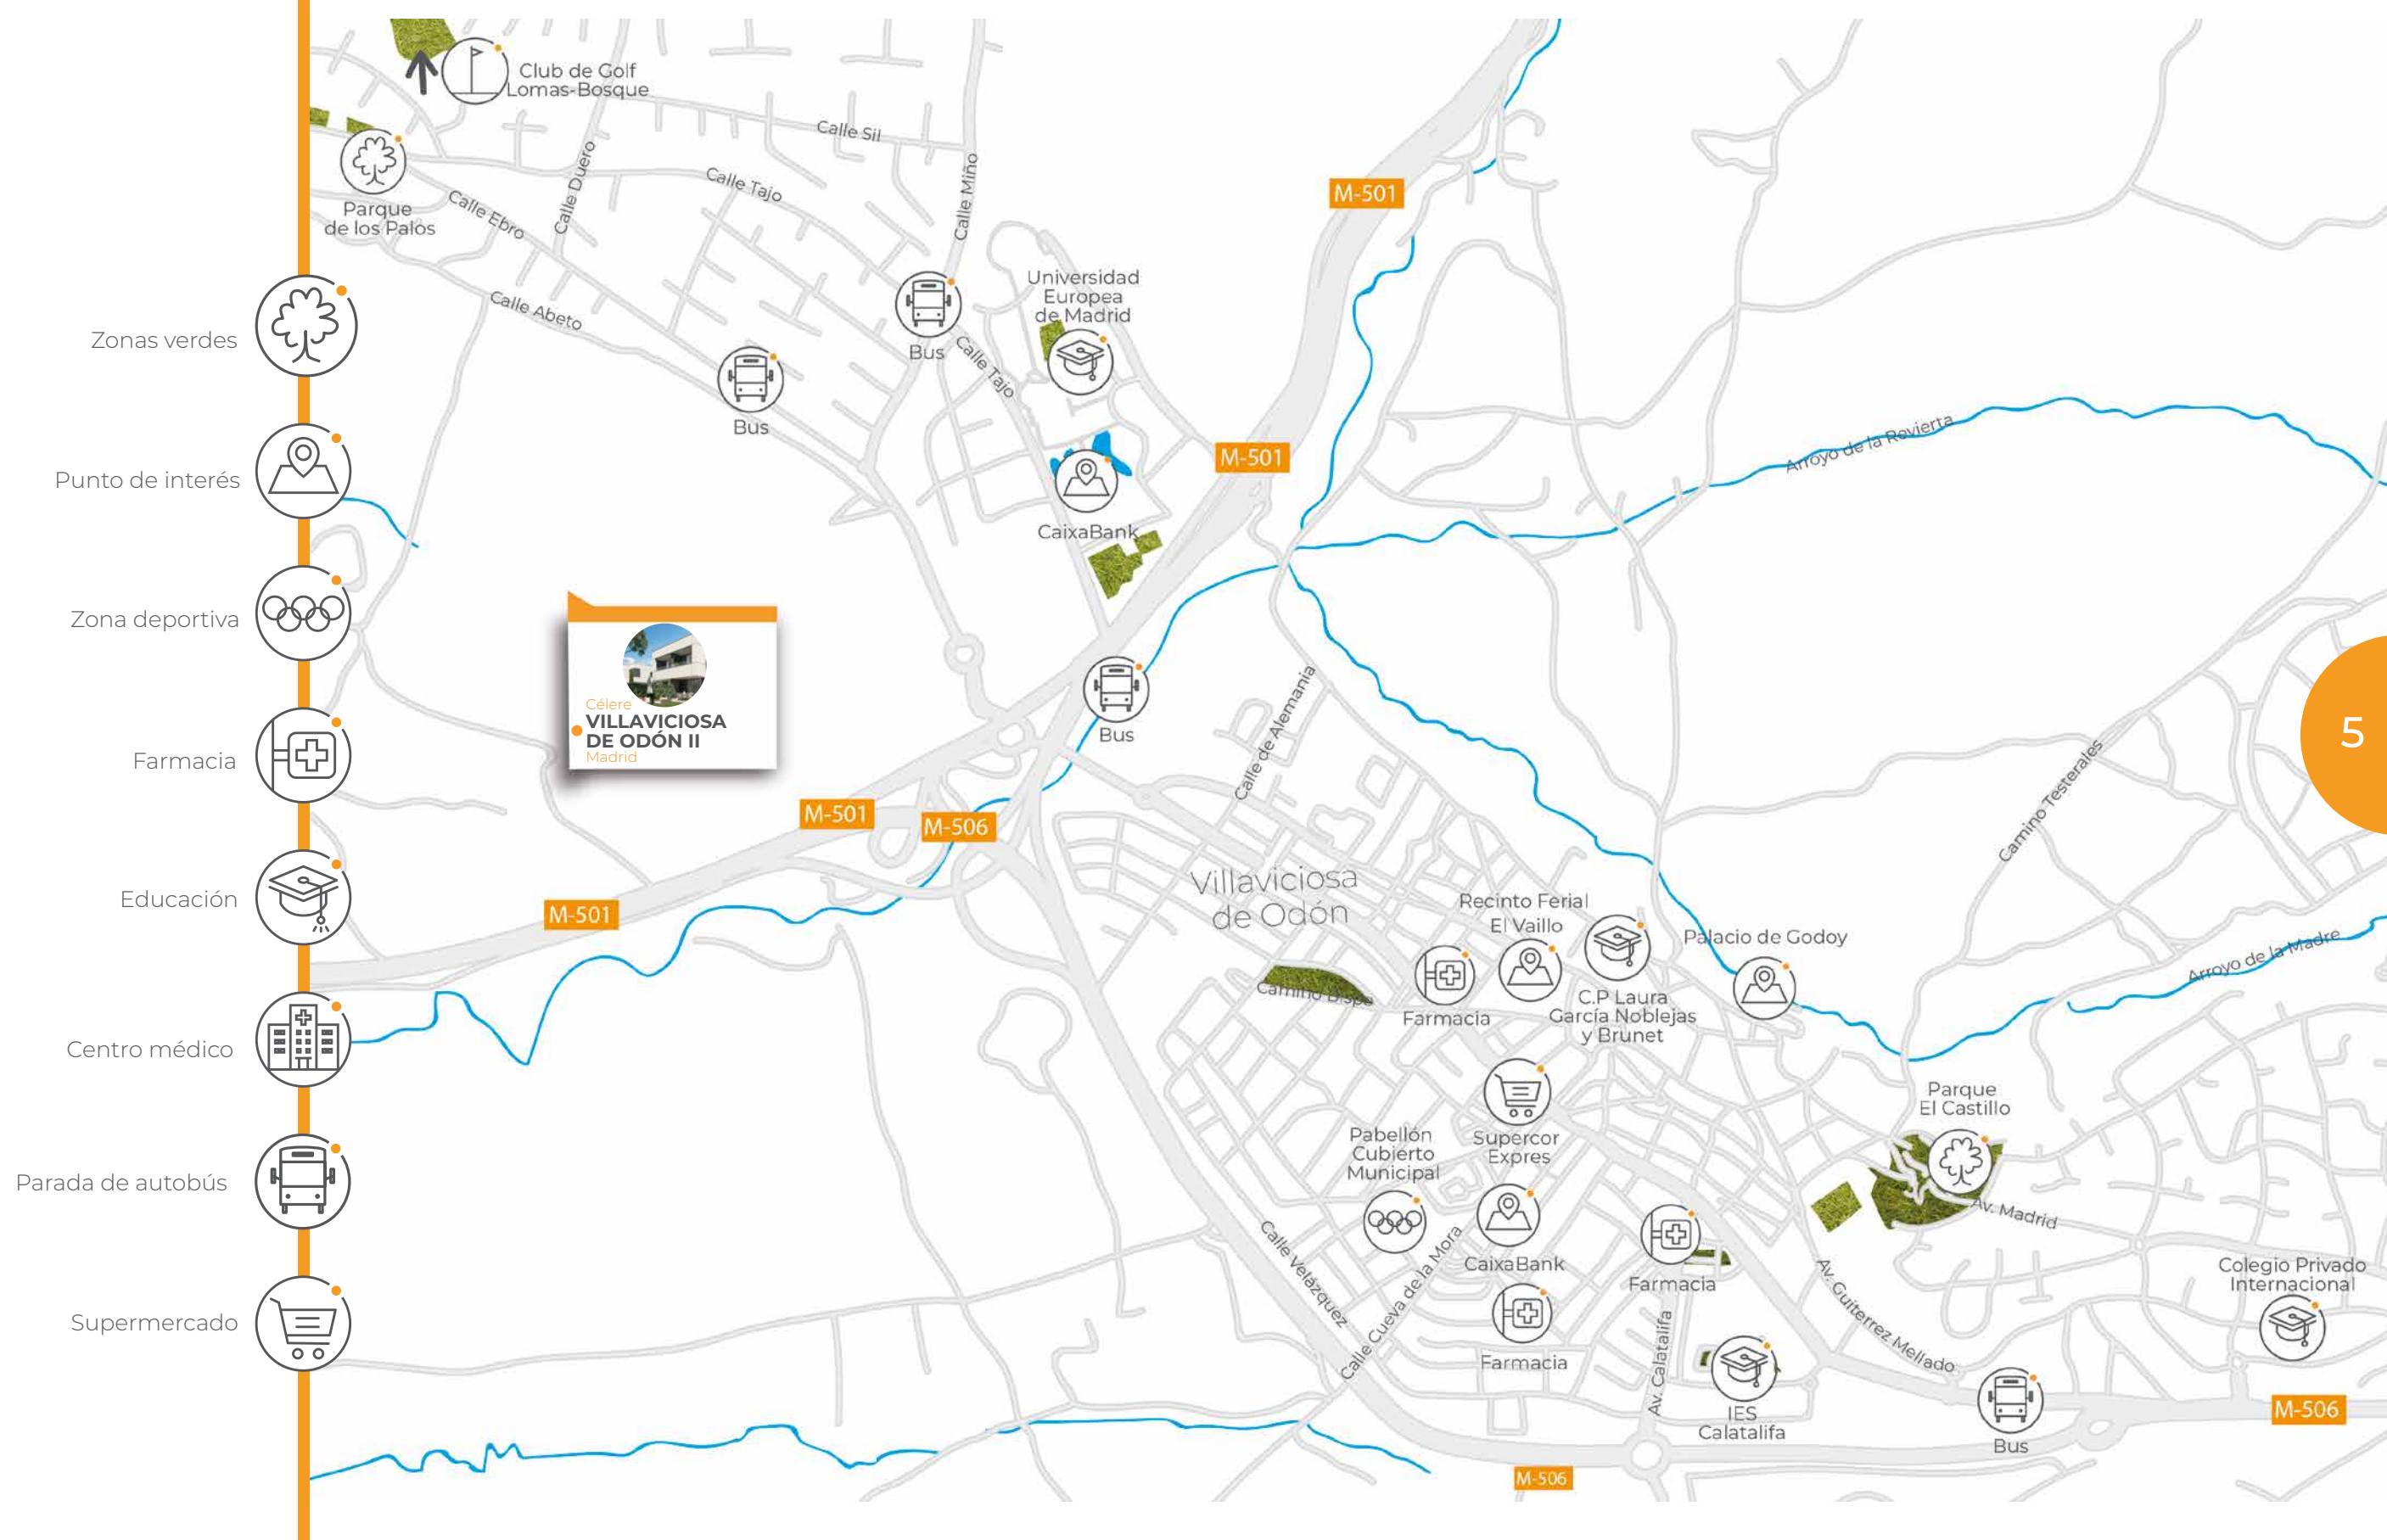 Zonas verdes
Punto de interés
Zona deportiva
Farmacia
Educación
Centro médico
Parada de autobús
Supermercado
Club de Golf
Lomas-Bosque
Parque
de los Palos
Calle Ebro
Calle Duero
Calle Sil
Calle Tajo
Calle Miño
Calle Abeto
Bus
Bus
Calle Tajo
Universidad
Europea
de Madrid
CaixaBank
M-501
M-501
Arroyo de la Revierta
Célere
VILLAVICIOSA
DE ODÓN II
Madrid
Bus
Calle de Alemania
M-501
M-506
M-501
5
Camino Testerales
Villaviciosa
de Odón
Recinto Ferial
El Vaillo
Palacio de Godoy
Arroyo de la Madre
Camino Bispo
Farmacia
C.P Laura
García Noblejas
y Brunet
Parque
El Castillo
Pabellón
Cubierto
Municipal
Supercor
Expres
Av. Madrid
Calle Velázquez
Calle Cueva de la Mora
CaixaBank
Farmacia
Farmacia
Av. Calatalifa
Av. Guiterrez Mellado
Colegio Privado
Internacional
IES
Calatalifa
Bus
M-506
M-506